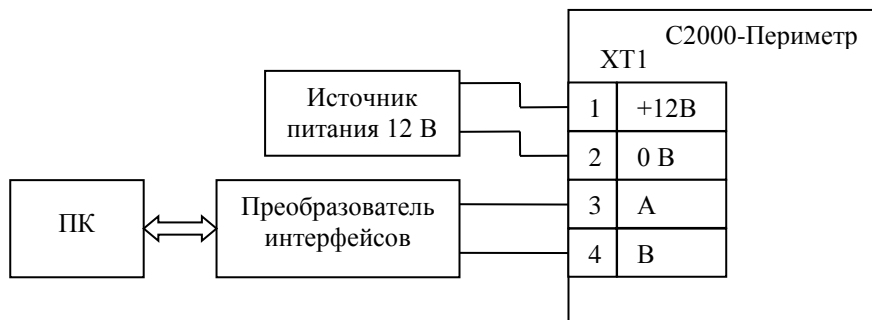 С2000-Периметр
XT1
Источник
питания 12 В
1 +12В
2 0 В
3 А
4 В
ПК
Преобразователь
интерфейсов